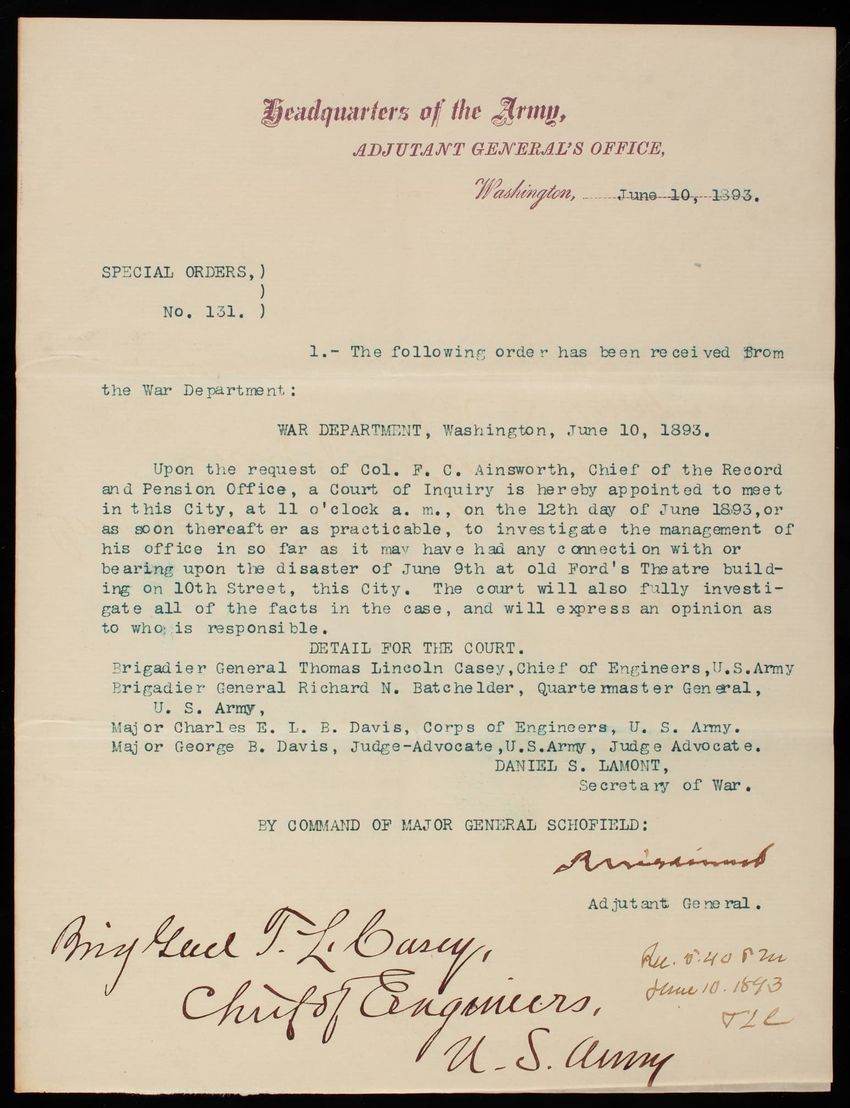 Headquarters of the Army,
ADJUTANT GENERAL'S OFFICE,
Washington, June 10, 1893.
SPECIAL ORDERS,)
)
No. 131. )
1.- The following order has been received from
the War Department:
WAR DEPARTMENT, Washington, June 10, 1893.
Upon the request of Col. F. C. Ainsworth, Chief of the Record
and Pension Office, a Court of Inquiry is hereby appointed to meet
in this City, at 11 o'clock a. m., on the 12th day of June 1893,or
as soon thereafter as practicable, to investigate the management of
his office in so far as it may have had any connection with or
bearing upon the disaster of June 9th at old Ford's Theatre build-
ing on 10th Street, this City. The court will also fully investi-
gate all of the facts in the case, and will express an opinion as
to who is responsible.
DETAIL FOR THE COURT.
Brigadier General Thomas Lincoln Casey,Chief of Engineers,U.S.Army
Brigadier General Richard N. Batchelder, Quartermaster General,
U. S. Army,
Major Charles E. L. B. Davis, Corps of Engineers, U. S. Army.
Major George B. Davis, Judge-Advocate,U.S.Army, Judge Advocate.
DANIEL S. LAMONT,
Secretary of War.
BY COMMAND OF MAJOR GENERAL SCHOFIELD:
Adjutant General.
Brig Genl T. L. Casey,
Chief of Engineers,
U. S. Army
Rec. 5.40 P M
June 10. 1893
TLC